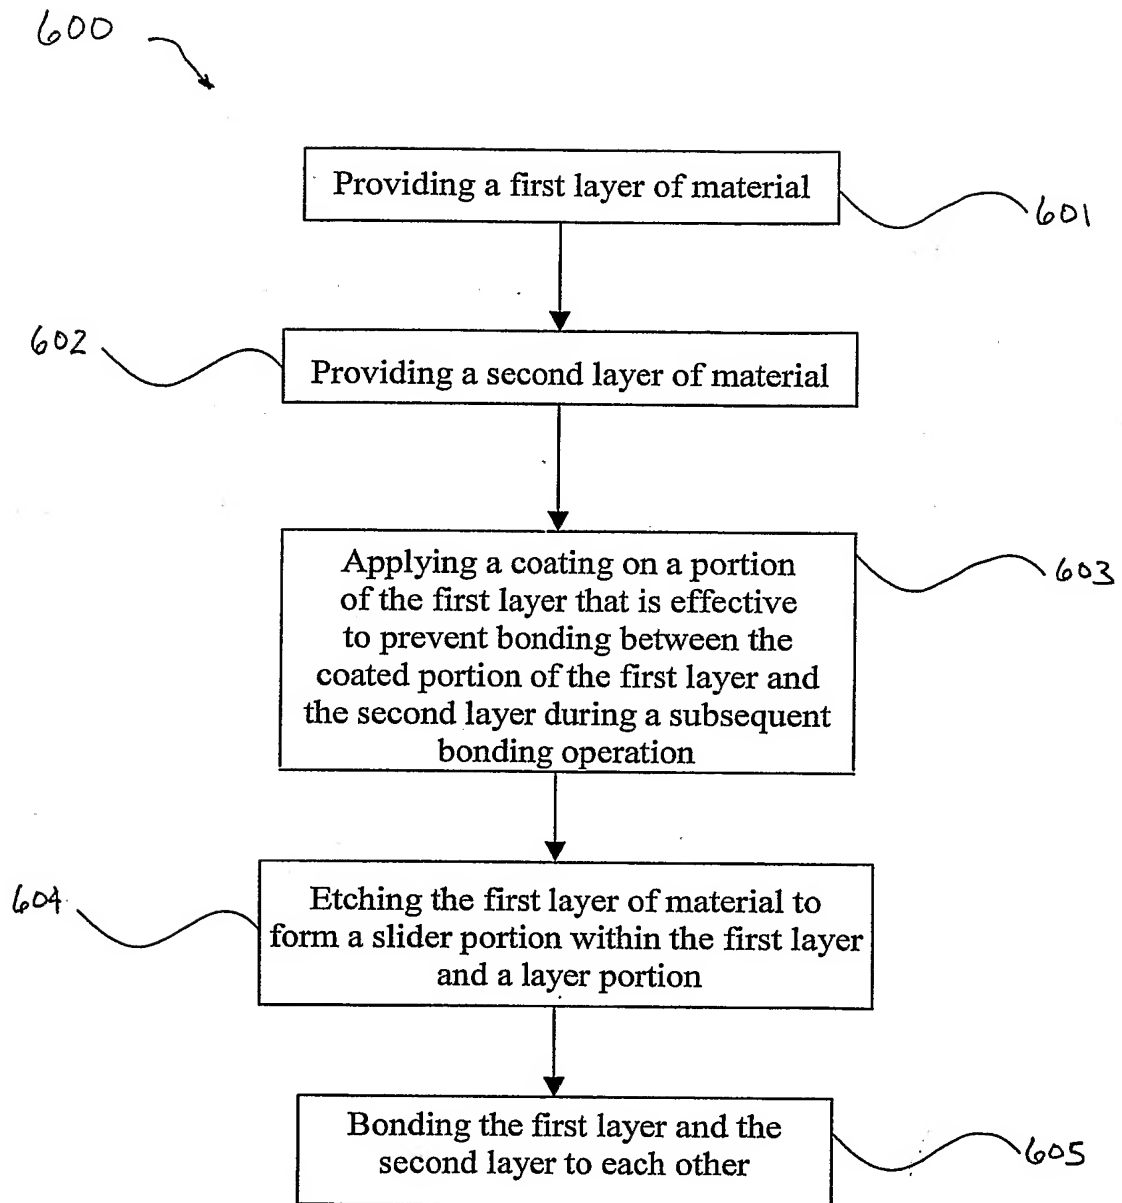 600
Providing a first layer of material
601
602
Providing a second layer of material
Applying a coating on a portion
of the first layer that is effective
to prevent bonding between the
coated portion of the first layer and
the second layer during a subsequent
bonding operation
603
604
Etching the first layer of material to
form a slider portion within the first layer
and a layer portion
Bonding the first layer and the
second layer to each other
605